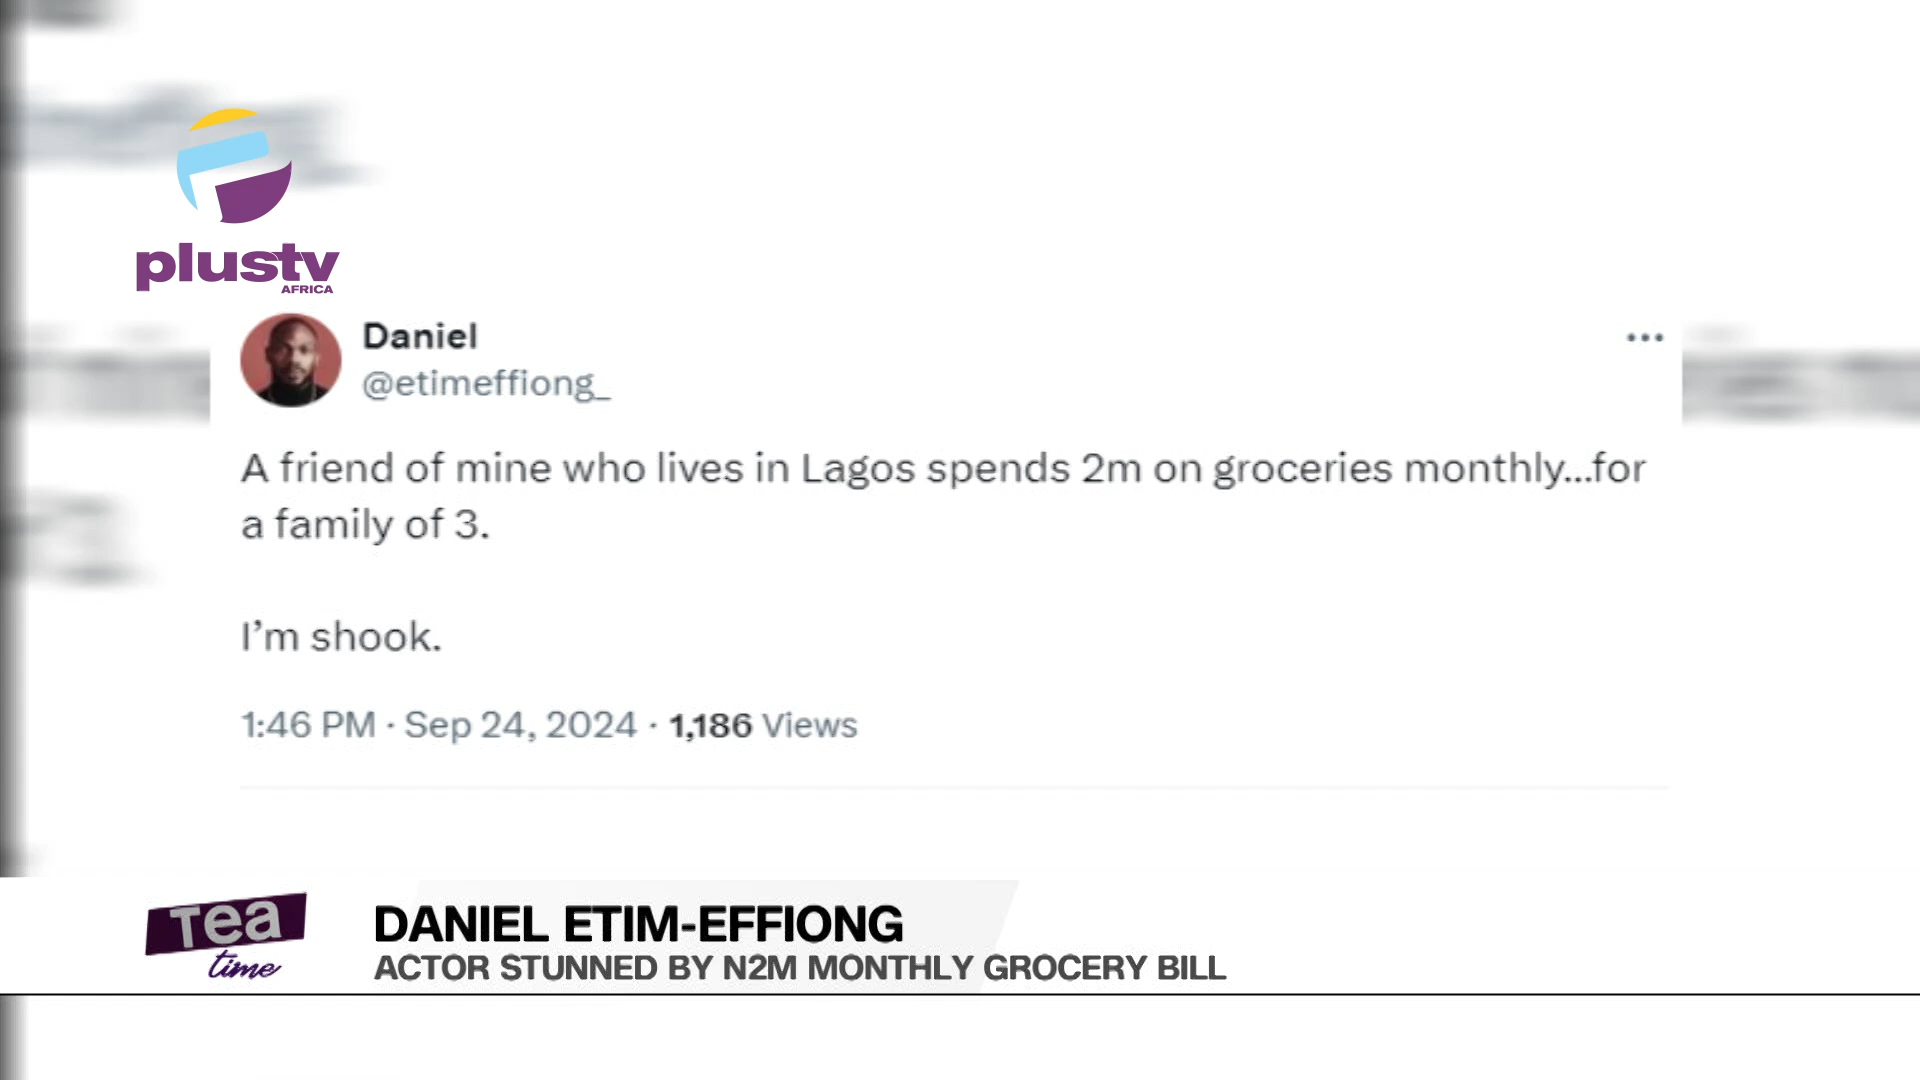 plustv
AFRICA
Daniel
@etimeffiong_
A friend of mine who lives in Lagos spends 2m on groceries monthly...for
a family of 3.
I'm shook.
1:46 PM · Sep 24, 2024 · 1,186 Views
Tea
time
DANIEL ETIM-EFFIONG
ACTOR STUNNED BY N2M MONTHLY GROCERY BILL